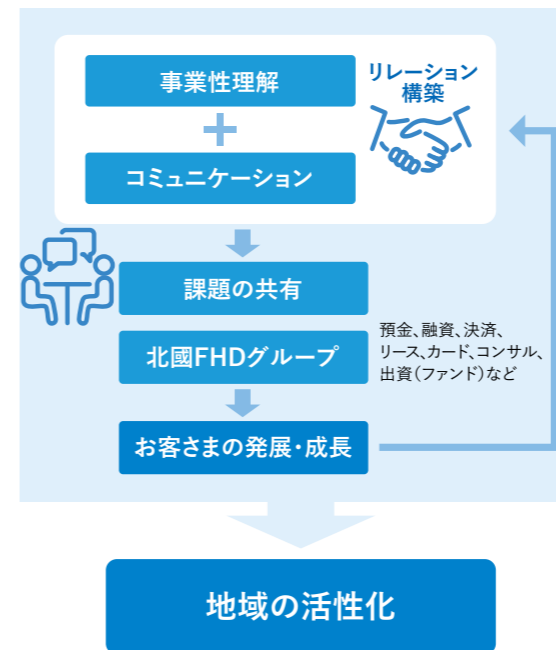 事業性理解
リレーション
構築
+
コミュニケーション
課題の共有
北國FHDグループ
預金、融資、決済、
リース、カード、コンサル、
出資（ファンド）など
お客さまの発展・成長
地域の活性化